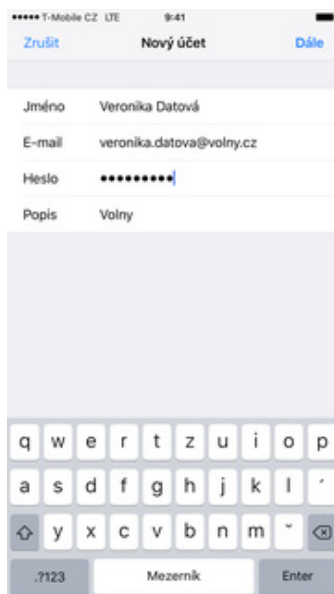 T-Mobile CZ LTE 9:41
Zrušit Nový účet Dále
Jméno Veronika Datová
E-mail veronika.datova@volny.cz
Heslo •••••••••
Popis Volny
q w e r t z u i o p
a s d f g h j k l ´
y x c v b n m ˇ
.?123 Mezerník Enter